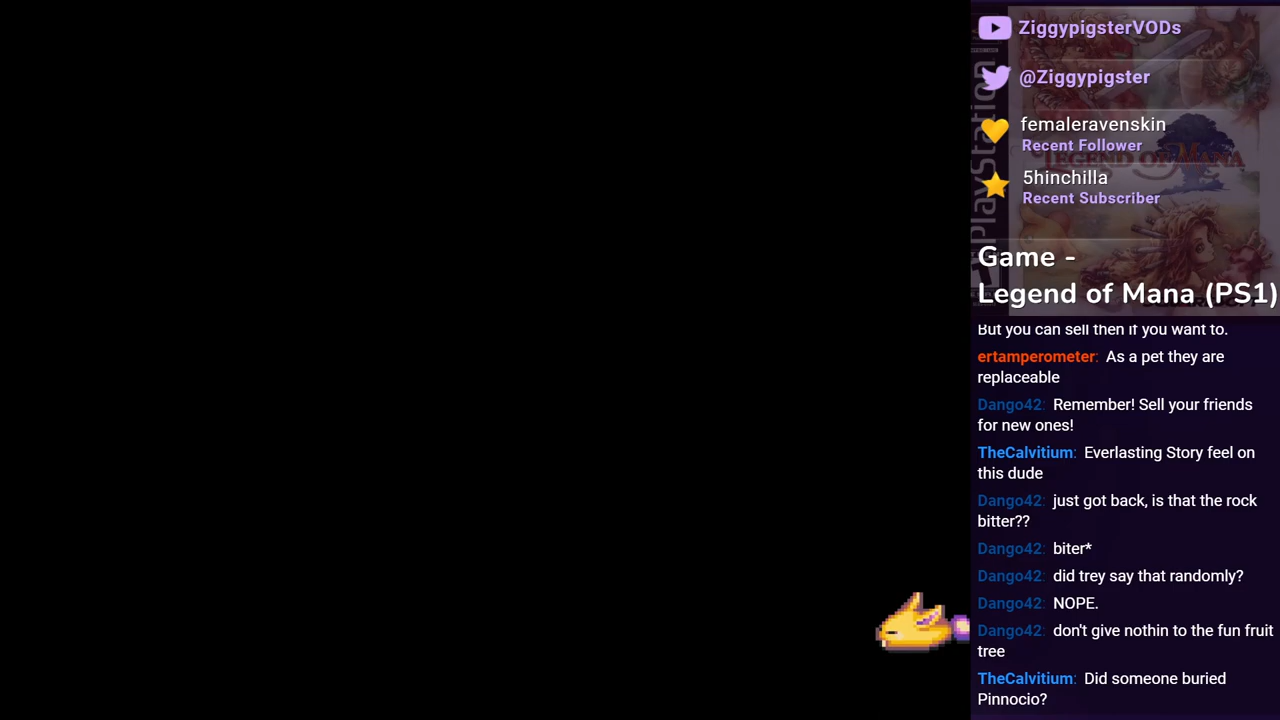 ZiggypigsterVODs
@Ziggypigster
femaleravenskin
Recent Follower
5hinchilla
Recent Subscriber
PlayStation
LEGEND OF MANA
Game -
Legend of Mana (PS1)
But you can sell then if you want to.
ertamperometer: As a pet they are
replaceable
Dango42: Remember! Sell your friends
for new ones!
TheCalvitium: Everlasting Story feel on
this dude
Dango42: just got back, is that the rock
bitter??
Dango42: biter*
Dango42: did trey say that randomly?
Dango42: NOPE.
Dango42: don't give nothin to the fun fruit
tree
TheCalvitium: Did someone buried
Pinnocio?